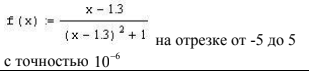 f(x) := (x - 1.3) / ((x - 1.3)² + 1) на отрезке от -5 до 5
с точностью 10⁻⁶